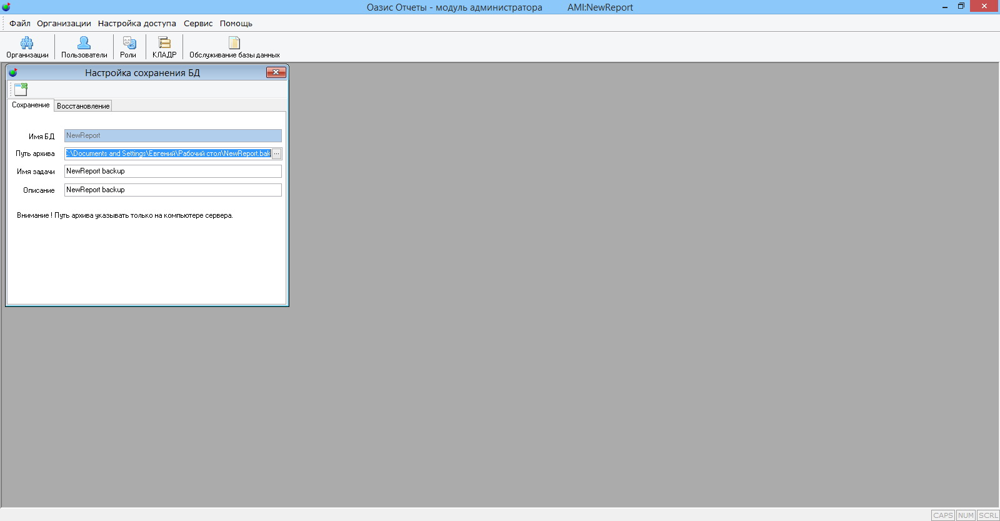 Оазис Отчеты - модуль администратора AMI:NewReport
Файл Организации Настройка доступа Сервис Помощь
Организации Пользователи Роли КЛАДР Обслуживание базы данных
Настройка сохранения БД
Сохранение Восстановление
Имя БД NewReport
Путь архива C:\Documents and Settings\Евгений\Рабочий стол\NewReport.bak ...
Имя задачи NewReport backup
Описание NewReport backup
Внимание ! Путь архива указывать только на компьютере сервера.
CAPS NUM SCRL